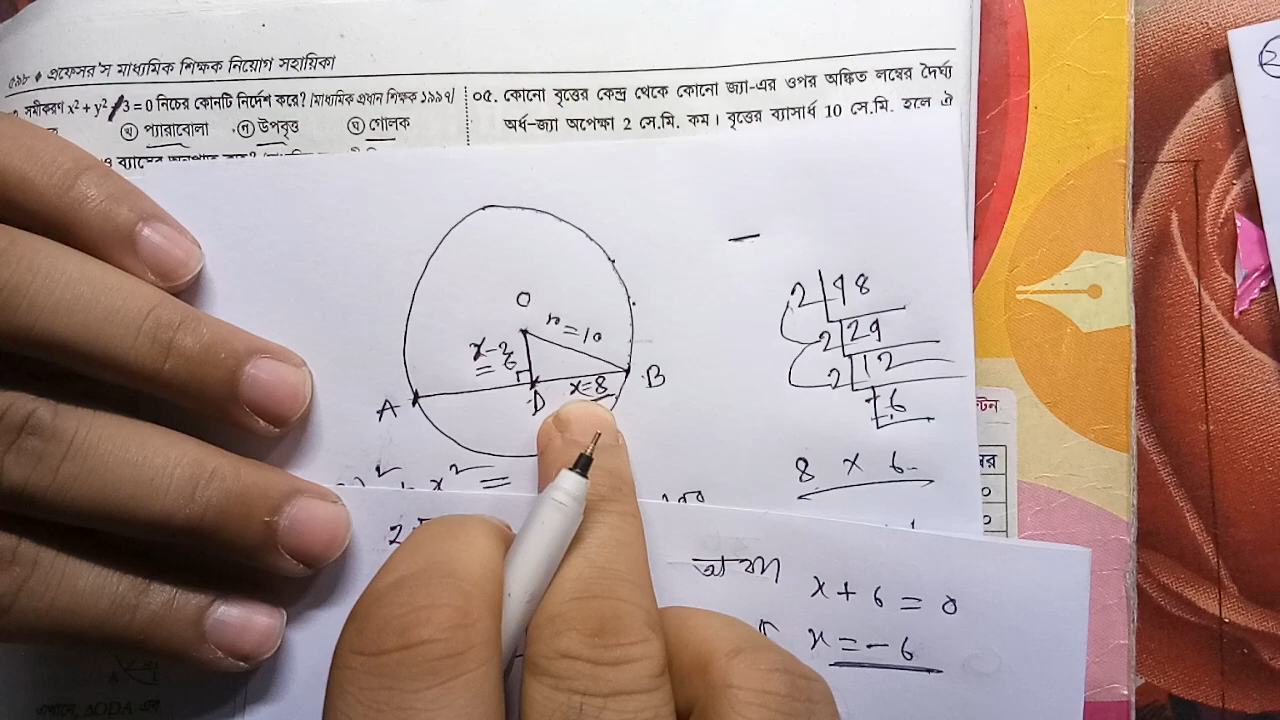 ৫৯৮ ♦ প্রফেসর'স মাধ্যমিক শিক্ষক নিয়োগ সহায়িকা
সমীকরণ x² + y² - 3 = 0 নিচের কোনটি নির্দেশ করে? [মাধ্যমিক প্রধান শিক্ষক ১৯৯৭]
খ প্যারাবোলা গ উপবৃত্ত ঘ গোলক
০৫. কোনো বৃত্তের কেন্দ্র থেকে কোনো জ্যা-এর ওপর অঙ্কিত লম্বের দৈর্ঘ্য
অর্ধ-জ্যা অপেক্ষা 2 সে.মি. কম। বৃত্তের ব্যাসার্ধ 10 সে.মি. হলে ঐ
O
r = 10
x-2
6
x=8
A
D
B
2 48
2 24
2 12
6
8 × 6
x² =
x + 6 = 0
x = - 6